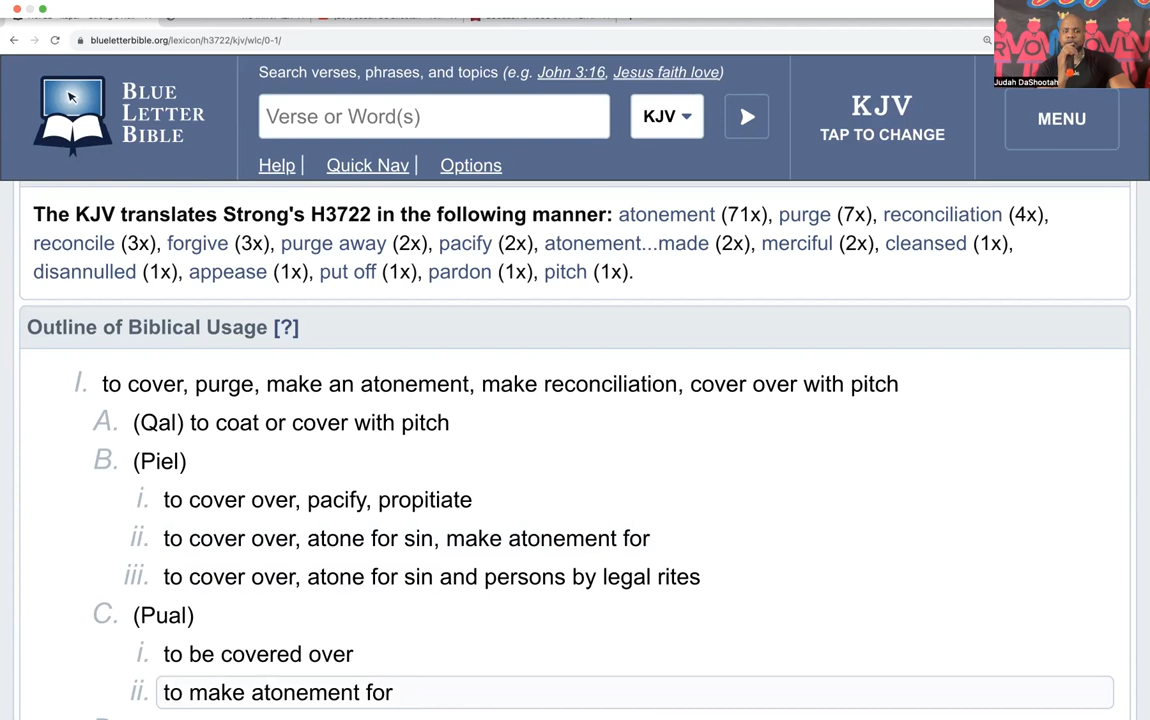 blueletterbible.org/lexicon/h3722/kjv/wlc/0-1/
Judah DaShootah
BLUE
LETTER
BIBLE
Search verses, phrases, and topics (e.g. John 3:16, Jesus faith love)
Verse or Word(s)
KJV
Help |
Quick Nav |
Options
KJV
TAP TO CHANGE
MENU
The KJV translates Strong's H3722 in the following manner: atonement (71x), purge (7x), reconciliation (4x),
reconcile (3x), forgive (3x), purge away (2x), pacify (2x), atonement...made (2x), merciful (2x), cleansed (1x),
disannulled (1x), appease (1x), put off (1x), pardon (1x), pitch (1x).
Outline of Biblical Usage [?]
I. to cover, purge, make an atonement, make reconciliation, cover over with pitch
A. (Qal) to coat or cover with pitch
B. (Piel)
i. to cover over, pacify, propitiate
ii. to cover over, atone for sin, make atonement for
iii. to cover over, atone for sin and persons by legal rites
C. (Pual)
i. to be covered over
ii. to make atonement for